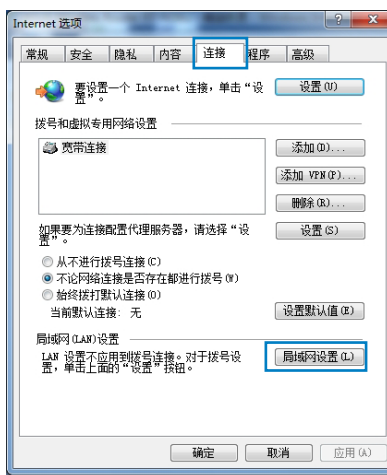 Internet 选项
常规 安全 隐私 内容 连接 程序 高级
要设置一个 Internet 连接，单击“设置”。
设置(U)
拨号和虚拟专用网络设置
宽带连接
添加(D)...
添加 VPN(P)...
删除(R)...
如果要为连接配置代理服务器，请选择“设置”。
设置(S)
从不进行拨号连接(C)
不论网络连接是否存在都进行拨号(W)
始终拨打默认连接(O)
当前默认连接: 无
设置默认值(E)
局域网(LAN)设置
LAN 设置不应用到拨号连接。对于拨号设置，单击上面的“设置”按钮。
局域网设置(L)
确定 取消 应用(A)